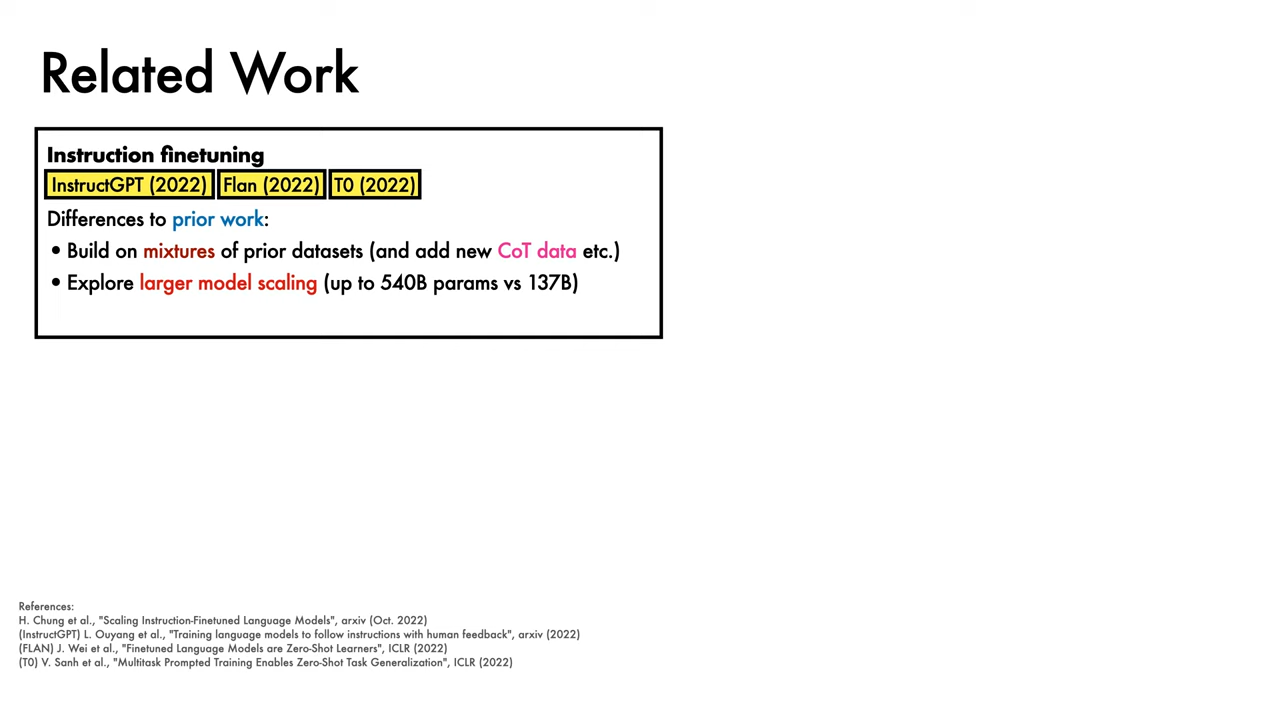 Related Work
Instruction finetuning
InstructGPT (2022) Flan (2022) T0 (2022)
Differences to prior work:
• Build on mixtures of prior datasets (and add new CoT data etc.)
• Explore larger model scaling (up to 540B params vs 137B)
References:
H. Chung et al., "Scaling Instruction-Finetuned Language Models", arxiv (Oct. 2022)
(InstructGPT) L. Ouyang et al., "Training language models to follow instructions with human feedback", arxiv (2022)
(FLAN) J. Wei et al., "Finetuned Language Models are Zero-Shot Learners", ICLR (2022)
(T0) V. Sanh et al., "Multitask Prompted Training Enables Zero-Shot Task Generalization", ICLR (2022)